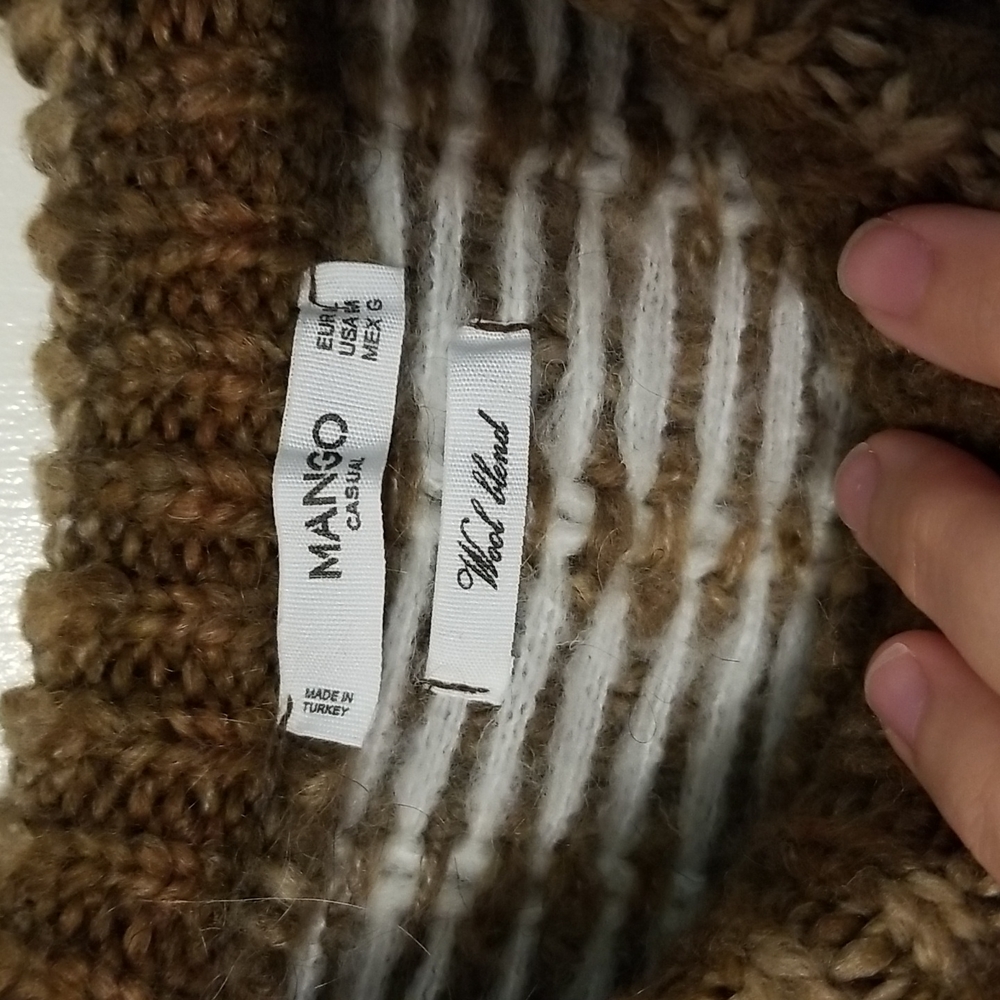 EUR L
USA M
MEX G
MANGO
CASUAL
MADE IN
TURKEY
Wool blend